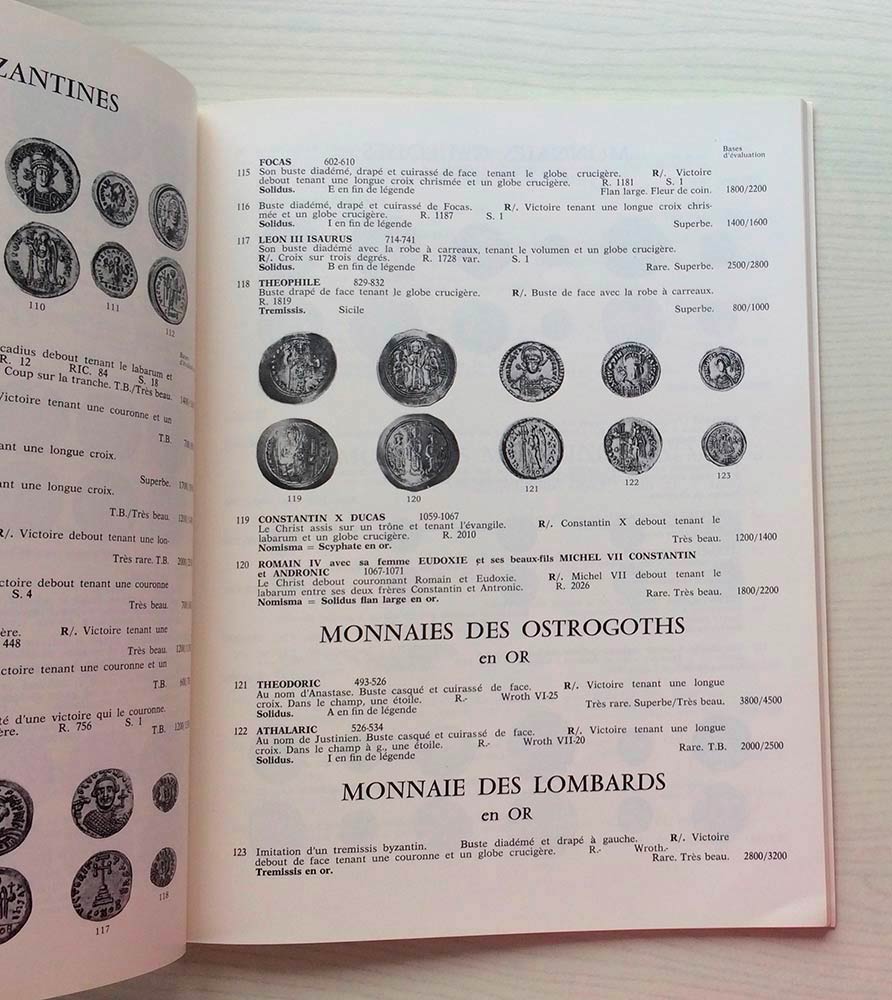 ZANTINES
110
111
112
Bases
d'évaluation
cadius debout tenant le labarum et
R. 12 RIC. 84 S. 18
Coup sur la tranche. T.B./Très beau.
Victoire tenant une couronne et un
T.B.
ant une longue croix.
Superbe.
nant une longue croix.
T.B./Très beau.
R/. Victoire debout tenant une lon-
Très rare. T.B.
ctoire debout tenant une couronne
S. 4
Très beau.
gère. R/. Victoire tenant une
448
Très beau.
ctoire tenant une couronne et un
T.B.
té d'une victoire qui le couronne.
ère. R. 756 S. 1
T.B.
117
118
Bases
d'évaluation
FOCAS 602-610
115 Son buste diadémé, drapé et cuirassé de face tenant le globe crucigère. R/. Victoire
debout tenant une longue croix chrismée et un globe crucigère. R. 1181 S. 1
Solidus. E en fin de légende Flan large. Fleur de coin. 1800/2200
116 Buste diadémé, drapé et cuirassé de Focas. R/. Victoire tenant une longue croix chris-
mée et un globe crucigère. R. 1187 S. 1
Solidus. I en fin de légende Superbe. 1400/1600
117 LEON III ISAURUS 714-741
Son buste diadémé avec la robe à carreaux, tenant le volumen et un globe crucigère.
R/. Croix sur trois degrés. R. 1728 var. S. 1
Solidus. B en fin de légende Rare. Superbe. 2500/2800
118 THEOPHILE 829-832
Buste drapé de face tenant le globe crucigère. R/. Buste de face avec la robe à carreaux.
R. 1819
Tremissis. Sicile Superbe. 800/1000
119
120
121
122
123
119 CONSTANTIN X DUCAS 1059-1067
Le Christ assis sur un trône et tenant l'évangile. R/. Constantin X debout tenant le
labarum et un globe crucigère. R. 2010 Très beau. 1200/1400
Nomisma = Scyphate en or.
120 ROMAIN IV avec sa femme EUDOXIE et ses beaux-fils MICHEL VII CONSTANTIN
et ANDRONIC 1067-1071
Le Christ debout couronnant Romain et Eudoxie. R/. Michel VII debout tenant le
labarum entre ses deux frères Constantin et Antronic. R. 2026
Nomisma = Solidus flan large en or. Rare. Très beau. 1800/2200
MONNAIES DES OSTROGOTHS
en OR
121 THEODORIC 493-526
Au nom d'Anastase. Buste casqué et cuirassé de face. R/. Victoire tenant une longue
croix. Dans le champ, une étoile. R.- Wroth VI-25
Solidus. A en fin de légende Très rare. Superbe/Très beau. 3800/4500
122 ATHALARIC 526-534
Au nom de Justinien. Buste casqué et cuirassé de face. R/. Victoire tenant une longue
croix. Dans le champ à g., une étoile. R.- Wroth VII-20
Solidus. I en fin de légende Rare. T.B. 2000/2500
MONNAIE DES LOMBARDS
en OR
123 Imitation d'un tremissis byzantin. Buste diadémé et drapé à gauche. R/. Victoire
debout de face tenant une couronne et un globe crucigère. R.- Wroth.-
Tremissis en or. Rare. Très beau. 2800/3200